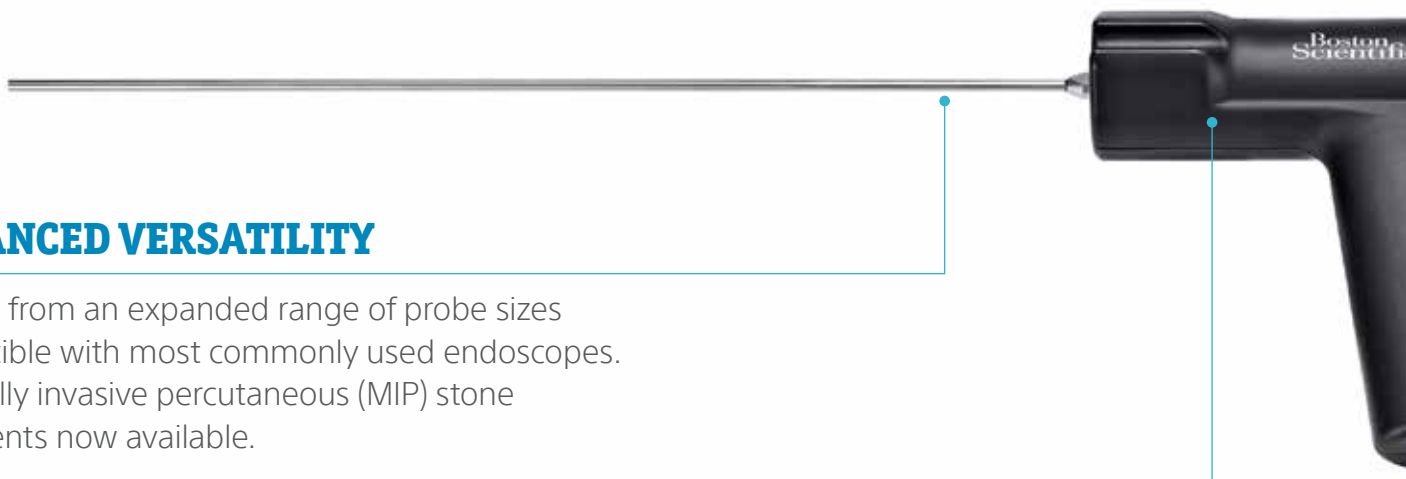 Boston
Scientific
ANCED VERSATILITY
from an expanded range of probe sizes
tible with most commonly used endoscopes.
lly invasive percutaneous (MIP) stone
ents now available.